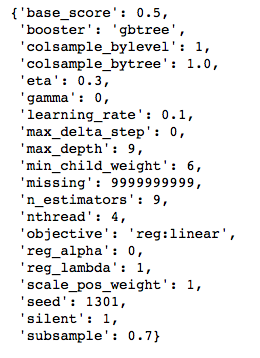 {'base_score': 0.5,
'booster': 'gbtree',
'colsample_bylevel': 1,
'colsample_bytree': 1.0,
'eta': 0.3,
'gamma': 0,
'learning_rate': 0.1,
'max_delta_step': 0,
'max_depth': 9,
'min_child_weight': 6,
'missing': 9999999999,
'n_estimators': 9,
'nthread': 4,
'objective': 'reg:linear',
'reg_alpha': 0,
'reg_lambda': 1,
'scale_pos_weight': 1,
'seed': 1301,
'silent': 1,
'subsample': 0.7}